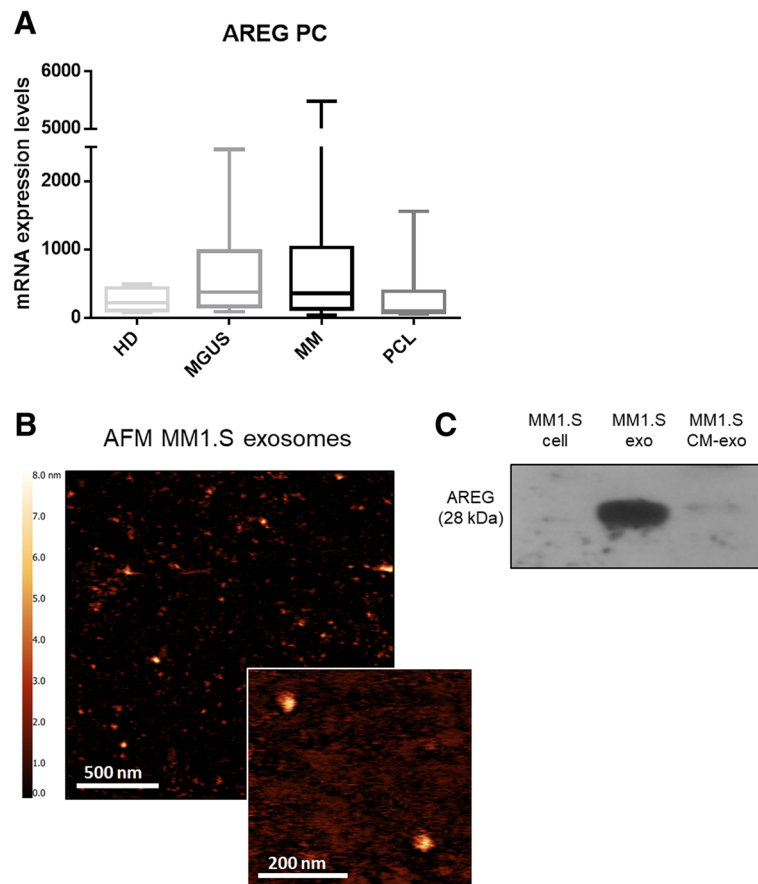 A
AREG PC
mRNA expression levels
6000
5000
2000
1000
0
HD
MGUS
MM
PCL
B
AFM MM1.S exosomes
8.0 nm
7.0
6.0
5.0
4.0
3.0
2.0
1.0
0.0
500 nm
200 nm
C
MM1.S cell
MM1.S exo
MM1.S CM-exo
AREG
(28 kDa)